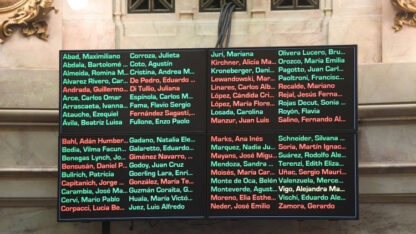 Abad, Maximiliano
Abdala, Bartolomé ...
Almeida, Romina M...
Alvarez Rivero, Car...
Andrada, Guillermo...
Arce, Carlos Omar
Arrascaeta, Ivanna...
Atauche, Ezequiel
Ávila, Beatriz Luisa
Corroza, Julieta
Coto, Agustín
Cristina, Andrea M...
De Pedro, Eduardo ...
Di Tullio, Juliana
Espínola, Carlos M...
Fama, Flavio Sergio
Fernández Sagasti,...
Fullone, Enzo Paolo
Juri, Mariana
Kirchner, Alicia Ma...
Kroneberger, Dani...
Lewandowski, Mar...
Linares, Carlos Alb...
López, Cándida Cri...
López, María Flore...
Losada, Carolina
Manzur, Juan Luis
Olivera Lucero, Bru...
Orozco, María Emilia
Pagotto, Juan Carl...
Paoltroni, Francisc...
Recalde, Mariano
Rejal, Jesús Ferna...
Rojas Decut, Sonia ...
Royón, Flavia
Salino, Fernando Al...
Bahl, Adán Humber...
Bedia, Vilma Facun...
Benegas Lynch, Jo...
Bensusán, Daniel P...
Bullrich, Patricia
Capitanich, Jorge ...
Carambia, José Ma...
Cervi, Mario Pablo
Corpacci, Lucía Be...
Gadano, Natalia Ele...
Galaretto, Eduardo...
Giménez Navarro, ...
Godoy, Juan Cruz
Goerling Lara, Enri...
González, María Te...
Guzmán Coraita, G...
Huala, María Victó...
Juez, Luis Alfredo
Marks, Ana Inés
Marquez, Nadia Ju...
Mayans, José Migu...
Mendoza, Sandra ...
Moisés, María Car...
Monte de Oca, Belén
Monteverde, Agust...
Moreno, Elia Esthe...
Neder, José Emilio
Schneider, Silvana ...
Soria, Martín Ignac...
Suárez, Rodolfo Ale...
Terenzi, Edith Eliza...
Uñac, Sergio Mauri...
Valenzuela, Merce...
Vigo, Alejandra Ma...
Vischi, Eduardo Ale...
Zamora, Gerardo